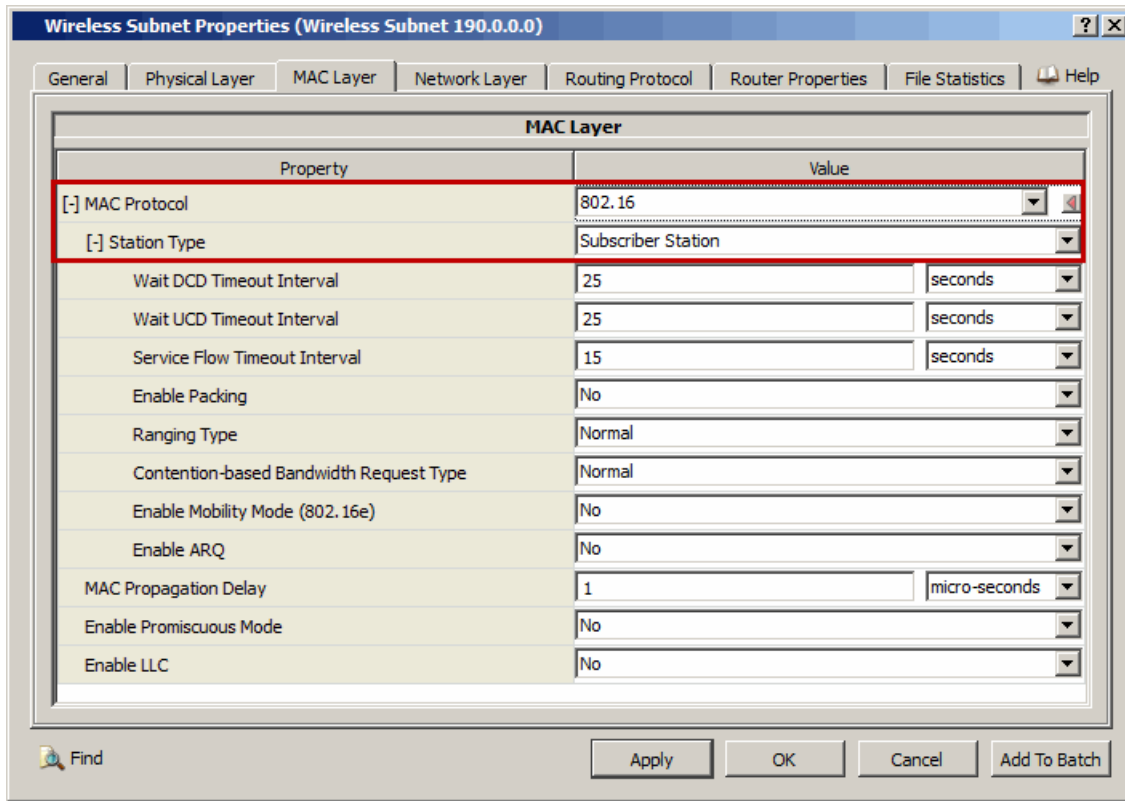 Wireless Subnet Properties (Wireless Subnet 190.0.0.0)
General Physical Layer MAC Layer Network Layer Routing Protocol Router Properties File Statistics Help
MAC Layer
Property Value
[-] MAC Protocol 802.16
[-] Station Type Subscriber Station
Wait DCD Timeout Interval 25 seconds
Wait UCD Timeout Interval 25 seconds
Service Flow Timeout Interval 15 seconds
Enable Packing No
Ranging Type Normal
Contention-based Bandwidth Request Type Normal
Enable Mobility Mode (802.16e) No
Enable ARQ No
MAC Propagation Delay 1 micro-seconds
Enable Promiscuous Mode No
Enable LLC No
Find Apply OK Cancel Add To Batch